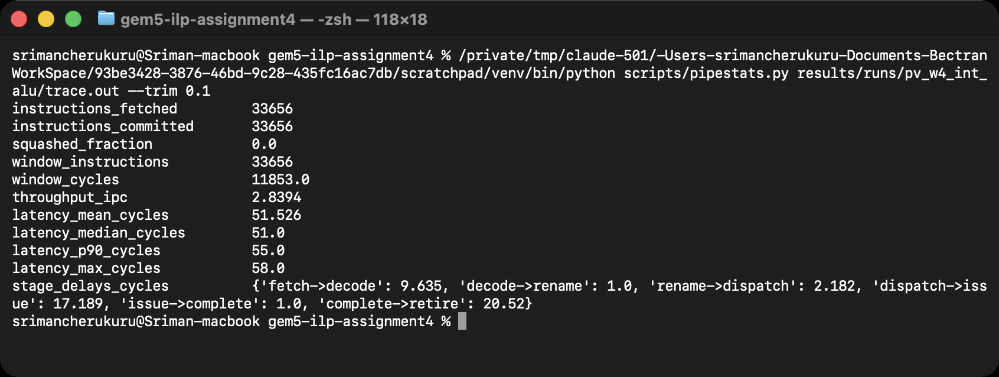 gem5-ilp-assignment4 — -zsh — 118×18
srimancherukuru@Sriman-macbook gem5-ilp-assignment4 % /private/tmp/claude-501/-Users-srimancherukuru-Documents-Bectran
WorkSpace/93be3428-3876-46bd-9c28-435fc16ac7db/scratchpad/venv/bin/python scripts/pipestats.py results/runs/pv_w4_int_
alu/trace.out --trim 0.1
instructions_fetched         33656
instructions_committed       33656
squashed_fraction            0.0
window_instructions          33656
window_cycles                11853.0
throughput_ipc               2.8394
latency_mean_cycles          51.526
latency_median_cycles        51.0
latency_p90_cycles           55.0
latency_max_cycles           58.0
stage_delays_cycles          {'fetch->decode': 9.635, 'decode->rename': 1.0, 'rename->dispatch': 2.182, 'dispatch->iss
ue': 17.189, 'issue->complete': 1.0, 'complete->retire': 20.52}
srimancherukuru@Sriman-macbook gem5-ilp-assignment4 %